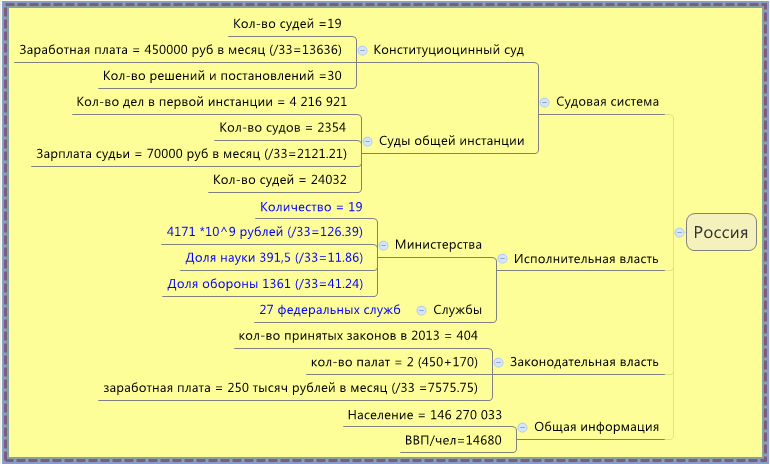 Россия
Судовая система
Конституциоцинный суд
Кол-во судей =19
Заработная плата = 450000 руб в месяц (/33=13636)
Кол-во решений и постановлений =30
Суды общей инстанции
Кол-во дел в первой инстанции = 4 216 921
Кол-во судов = 2354
Зарплата судьи = 70000 руб в месяц (/33=2121.21)
Кол-во судей = 24032
Исполнительная власть
Министерства
Количество = 19
4171 *10^9 рублей (/33=126.39)
Доля науки 391,5 (/33=11.86)
Доля обороны 1361 (/33=41.24)
Службы
27 федеральных служб
Законодательная власть
кол-во принятых законов в 2013 = 404
кол-во палат = 2 (450+170)
заработная плата = 250 тысяч рублей в месяц (/33 =7575.75)
Общая информация
Население = 146 270 033
ВВП/чел=14680